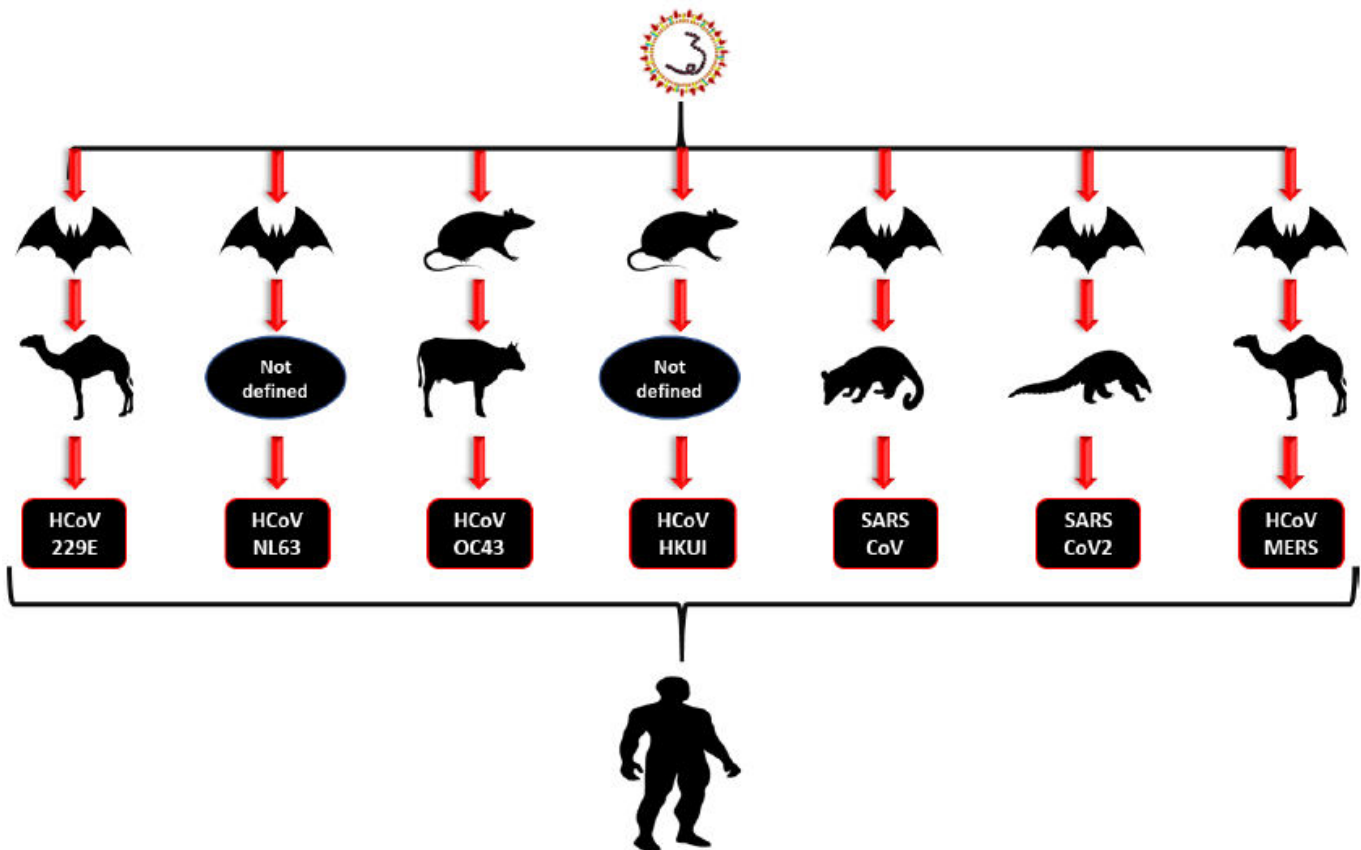 Not
defined
Not
defined
HCoV
229E
HCoV
NL63
HCoV
OC43
HCoV
HKUI
SARS
CoV
SARS
CoV2
HCoV
MERS